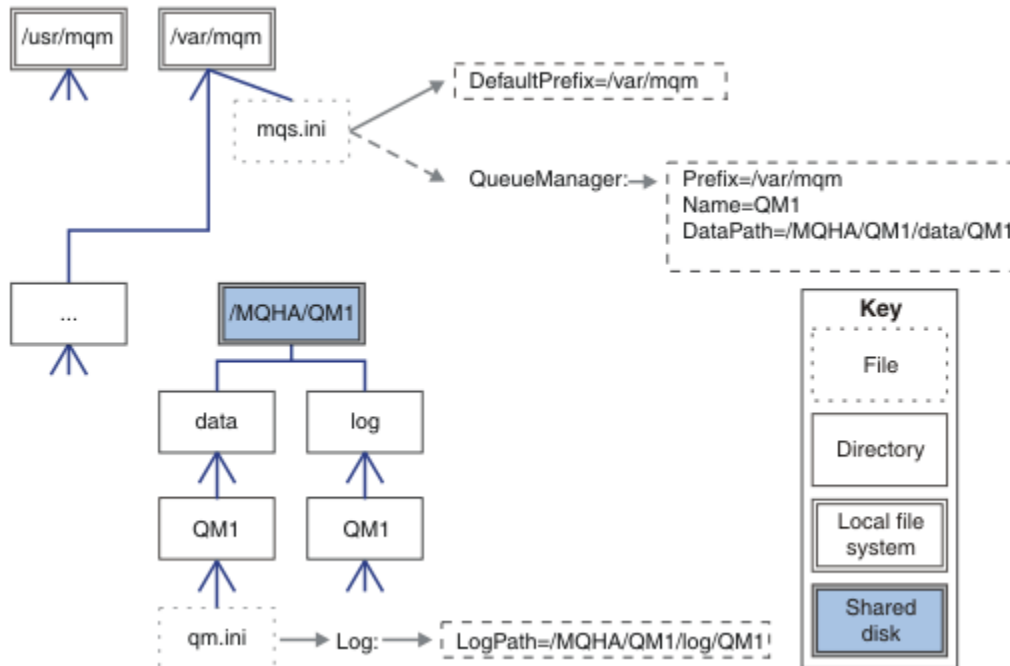 /usr/mqm
/var/mqm
mqs.ini
DefaultPrefix=/var/mqm
QueueManager:
Prefix=/var/mqm
Name=QM1
DataPath=/MQHA/QM1/data/QM1
...
/MQHA/QM1
data
log
QM1
QM1
qm.ini
Log:
LogPath=/MQHA/QM1/log/QM1
Key
File
Directory
Local file
system
Shared
disk